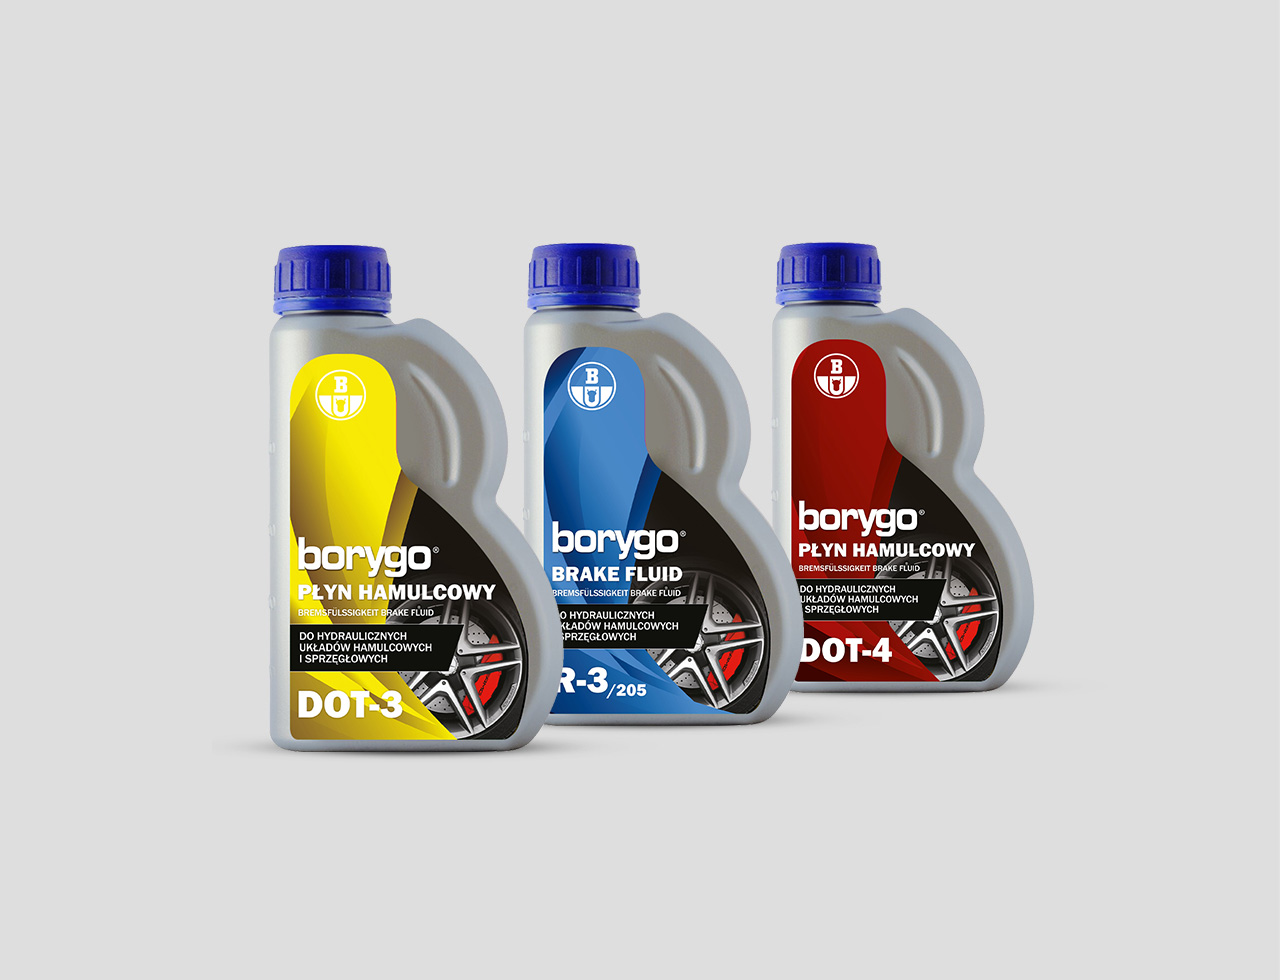 B
borygo®
PŁYN HAMULCOWY
BREMSFÜLSSIGKEIT BRAKE FLUID
DO HYDRAULICZNYCH
UKŁADÓW HAMULCOWYCH
I SPRZĘGŁOWYCH
DOT-3
B
borygo®
BRAKE FLUID
BREMSFÜLSSIGKEIT BRAKE FLUID
DO HYDRAULICZNYCH
UKŁADÓW HAMULCOWYCH
SPRZĘGŁOWYCH
R-3/205
B
borygo®
PŁYN HAMULCOWY
BREMSFÜLSSIGKEIT BRAKE FLUID
DO HYDRAULICZNYCH
UKŁADÓW HAMULCOWYCH
I SPRZĘGŁOWYCH
DOT-4